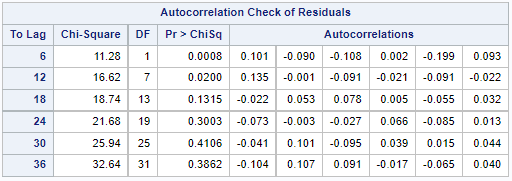 Autocorrelation Check of Residuals
To Lag Chi-Square DF Pr > ChiSq Autocorrelations
6 11.28 1 0.0008 0.101 -0.090 -0.108 0.002 -0.199 0.093
12 16.62 7 0.0200 0.135 -0.001 -0.091 -0.021 -0.091 -0.022
18 18.74 13 0.1315 -0.022 0.053 0.078 0.005 -0.055 0.032
24 21.68 19 0.3003 -0.073 -0.003 -0.027 0.066 -0.085 0.013
30 25.94 25 0.4106 -0.041 0.101 -0.095 0.039 0.015 0.044
36 32.64 31 0.3862 -0.104 0.107 0.091 -0.017 -0.065 0.040